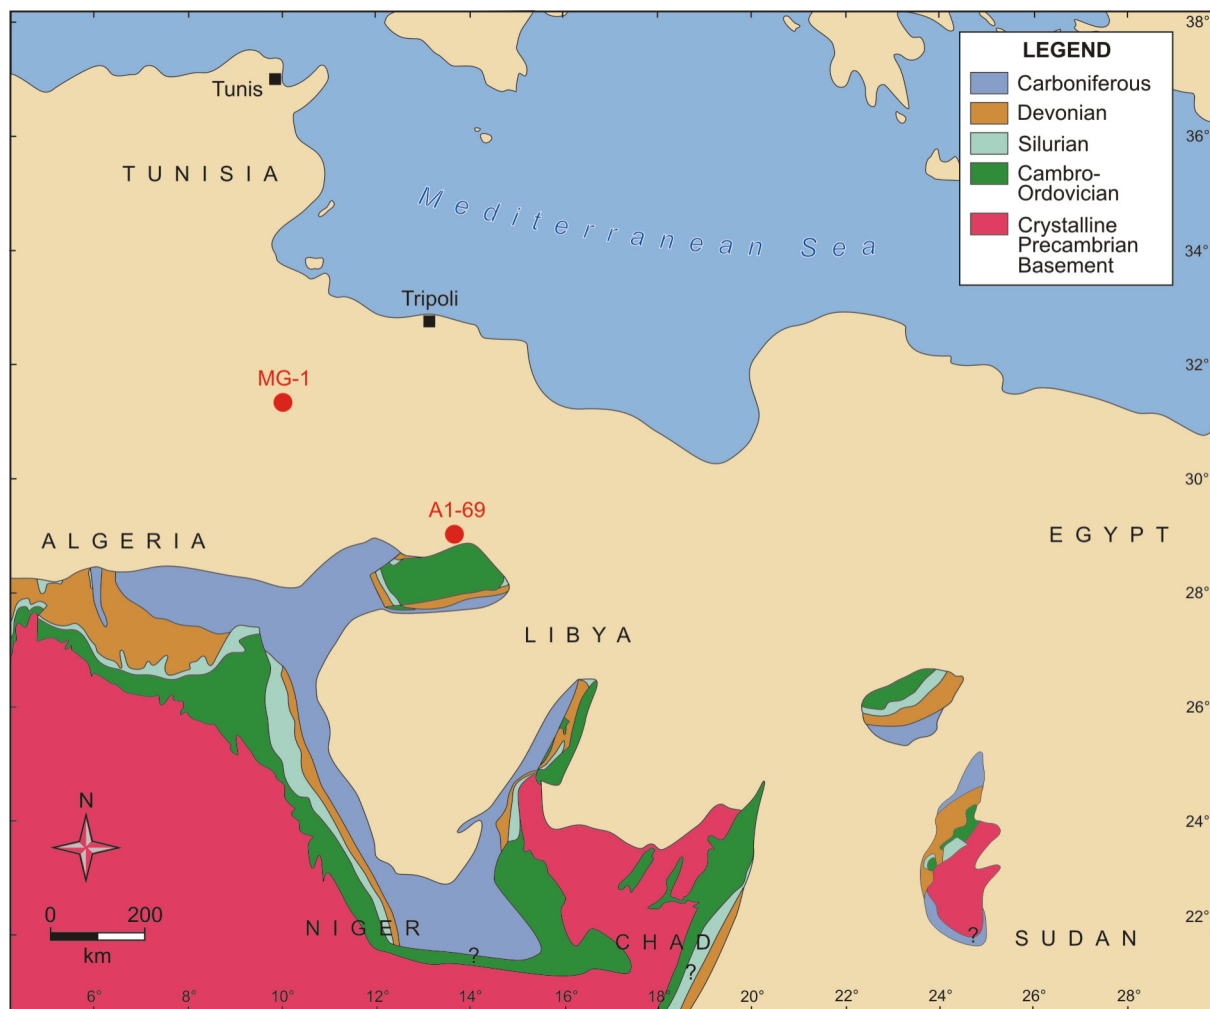 38°
LEGEND
Carboniferous
Devonian
Silurian
Cambro-
Ordovician
Crystalline
Precambrian
Basement
Tunis
36°
TUNISIA
Mediterranean Sea
34°
Tripoli
32°
MG-1
30°
A1-69
ALGERIA
EGYPT
28°
LIBYA
26°
N
24°
0 200
km
22°
NIGER
?
CHAD
?
?
SUDAN
6° 8° 10° 12° 14° 16° 18° 20° 22° 24° 26° 28°